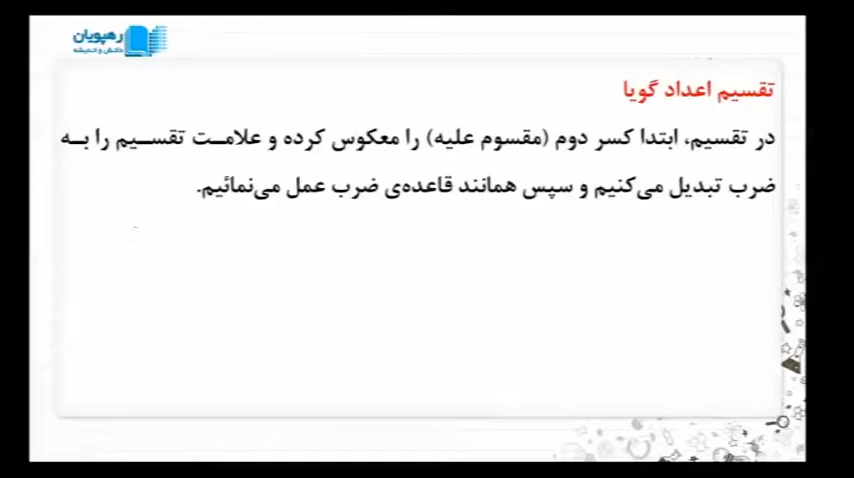 رهپویان
دانش و اندیشه
تقسیم اعداد گویا
در تقسیم، ابتدا کسر دوم (مقسوم علیه) را معکوس کرده و علامت تقسیم را به
ضرب تبدیل می‌کنیم و سپس همانند قاعده‌ی ضرب عمل می‌نمائیم.